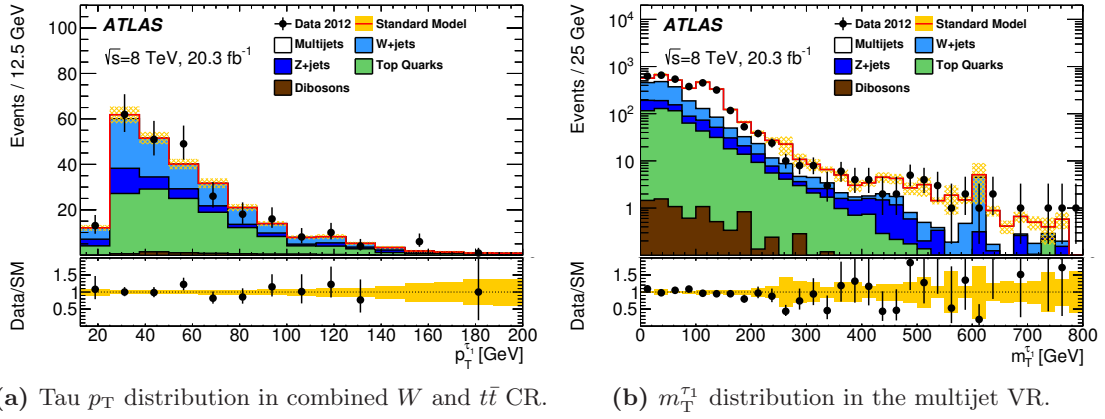 ATLAS
√s=8 TeV, 20.3 fb⁻¹
Data 2012
Standard Model
Multijets
W+jets
Z+jets
Top Quarks
Dibosons
Events / 12.5 GeV
100
80
60
40
20
Data/SM
1.5
1
0.5
20 40 60 80 100 120 140 160 180 200
p_T^τ₁ [GeV]
(a) Tau p_T distribution in combined W and tt̄ CR.
ATLAS
√s=8 TeV, 20.3 fb⁻¹
Data 2012
Standard Model
Multijets
W+jets
Z+jets
Top Quarks
Dibosons
Events / 25 GeV
10⁴
10³
10²
10
1
Data/SM
1.5
1
0.5
0 100 200 300 400 500 600 700 800
m_T^τ₁ [GeV]
(b) m_T^τ1 distribution in the multijet VR.